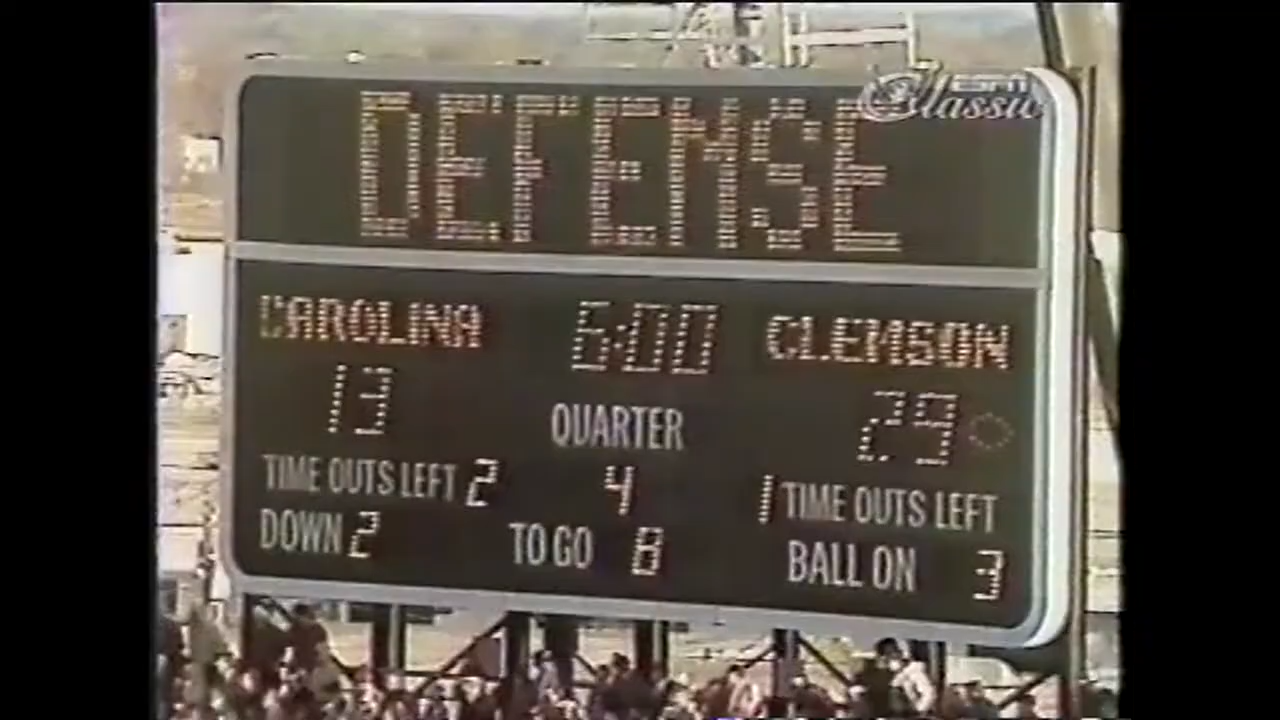 ESPN
Classic
DEFENSE
CAROLINA 6:00 CLEMSON
13 29
QUARTER
TIME OUTS LEFT 2 4 1 TIME OUTS LEFT
DOWN 2 TO GO 8 BALL ON 3